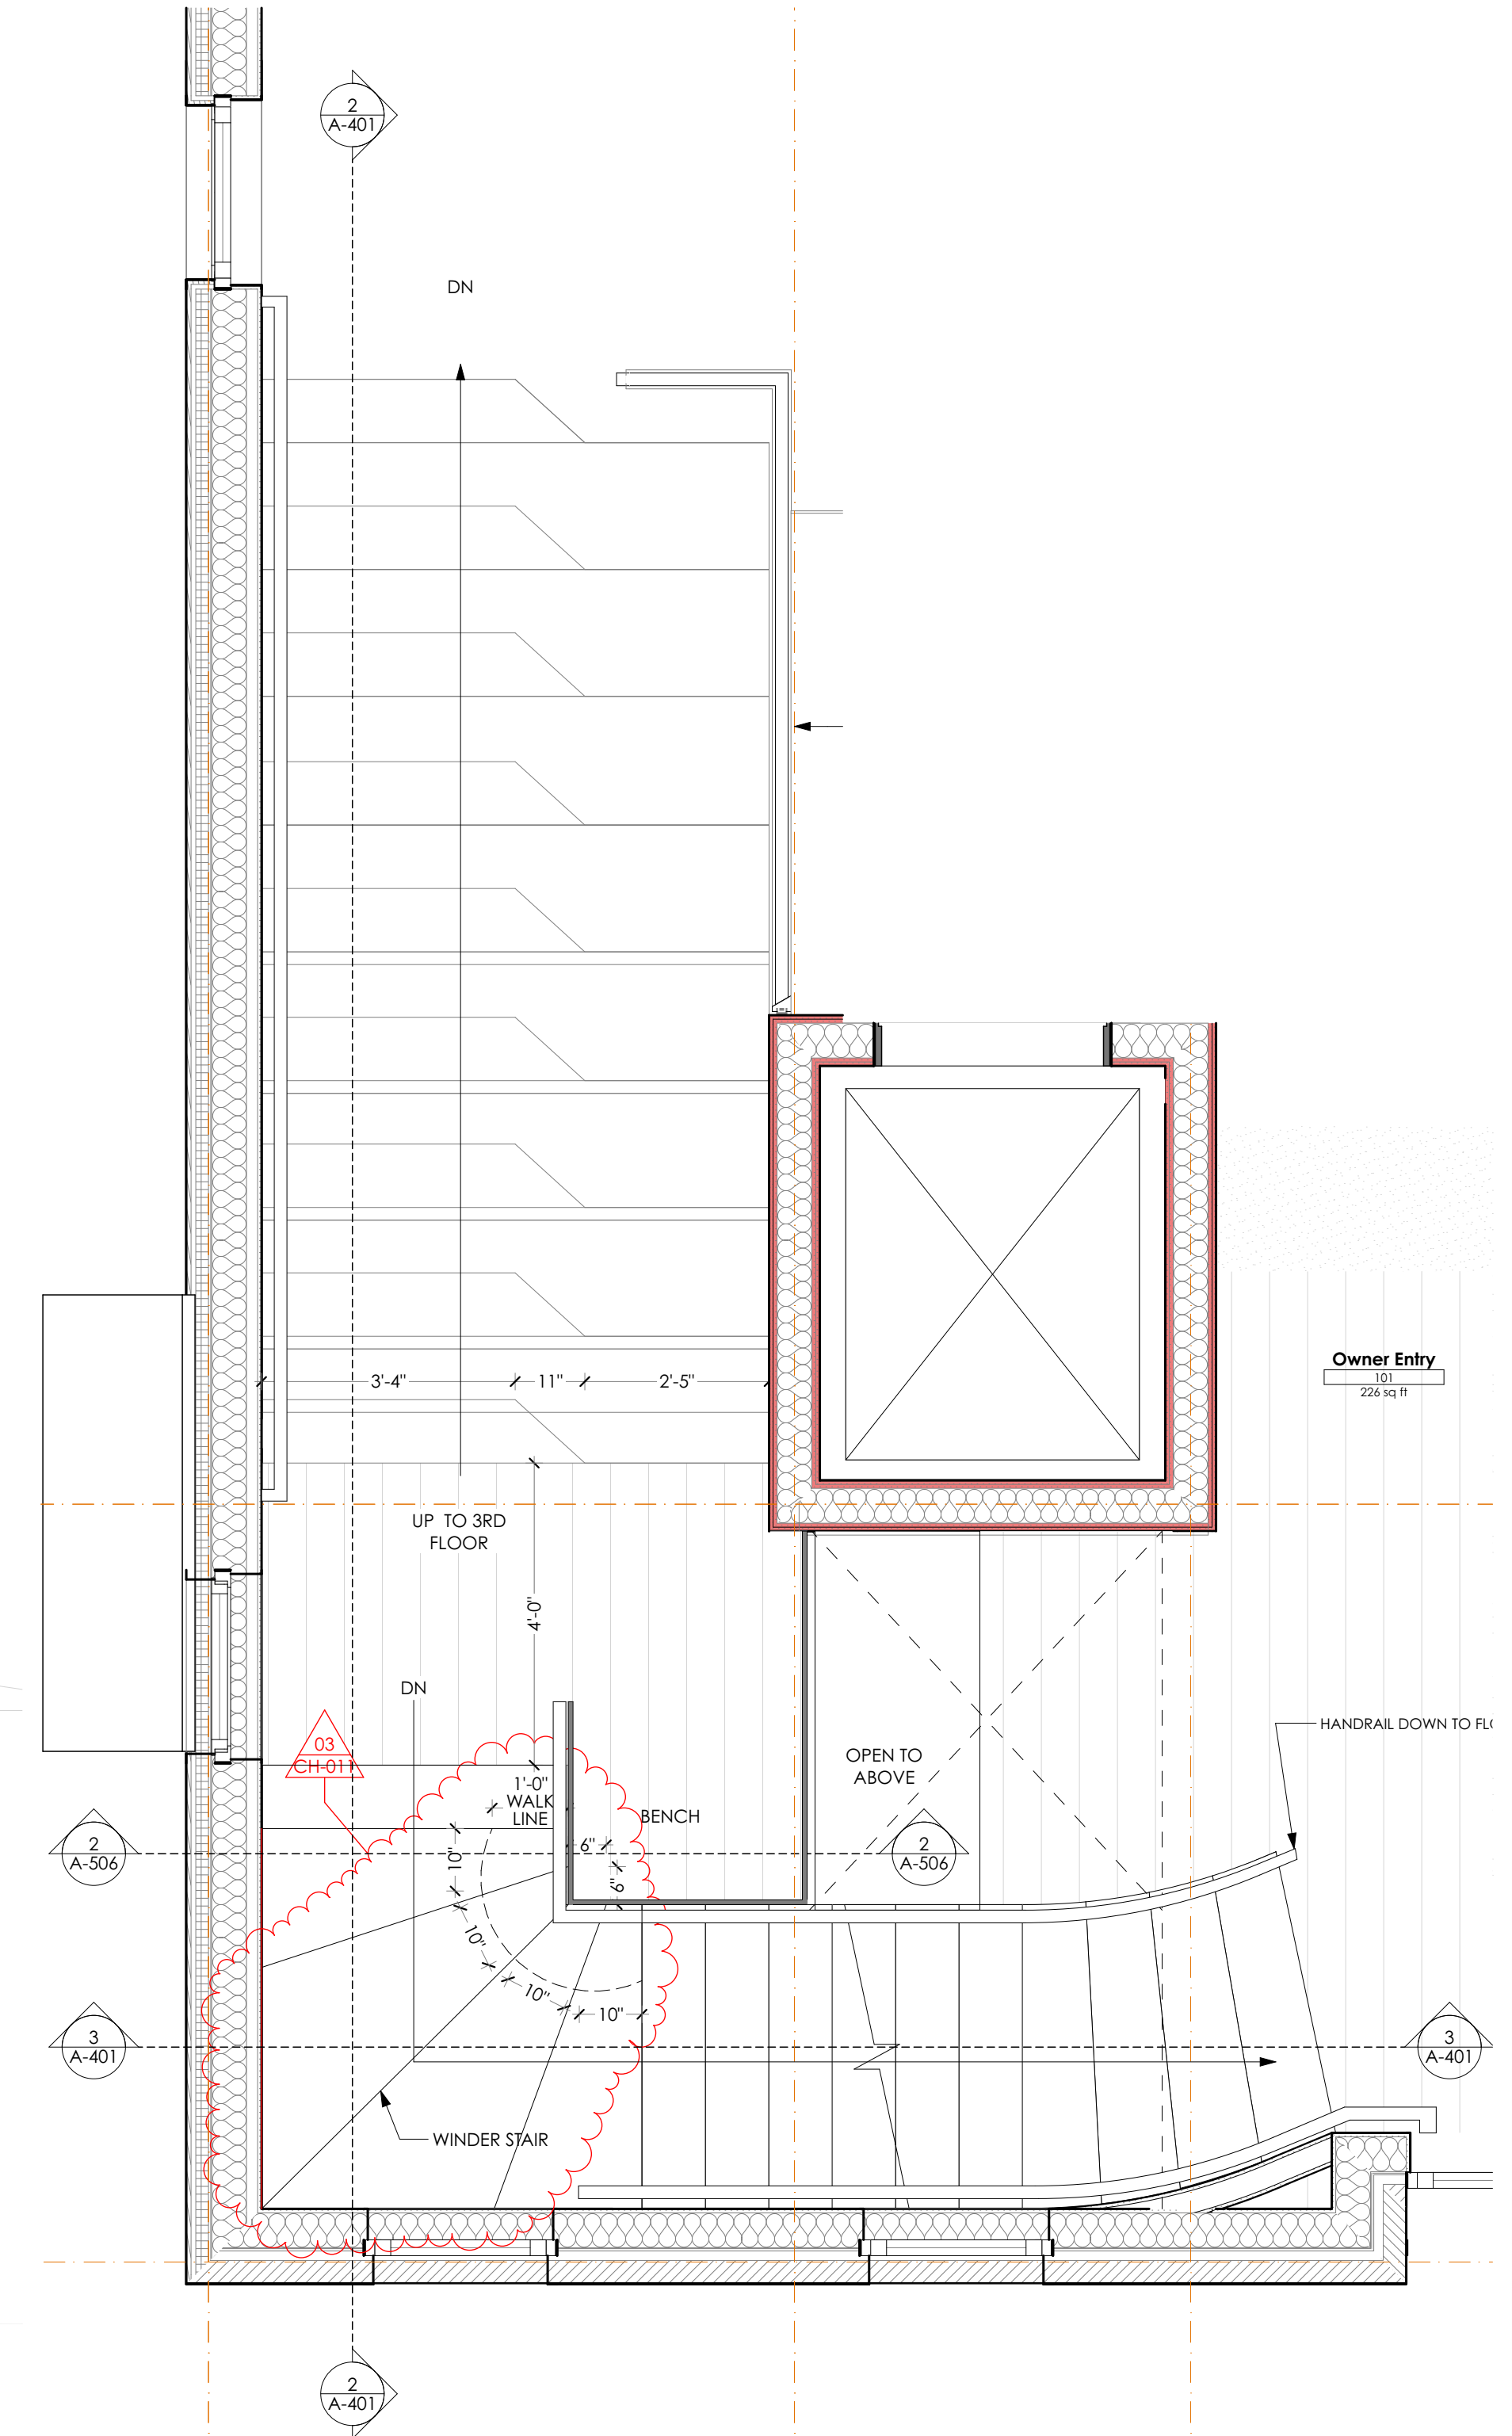 2
A-401
DN
3'-4"
11"
2'-5"
Owner Entry
101
226 sq ft
UP TO 3RD
FLOOR
4'-0"
DN
03
CH-011
HANDRAIL DOWN TO
OPEN TO
ABOVE
1'-0"
WALK
LINE
BENCH
2
A-506
6"
2
A-506
10"
6"
10"
10"
10"
3
A-401
3
A-401
WINDER STAIR
2
A-401